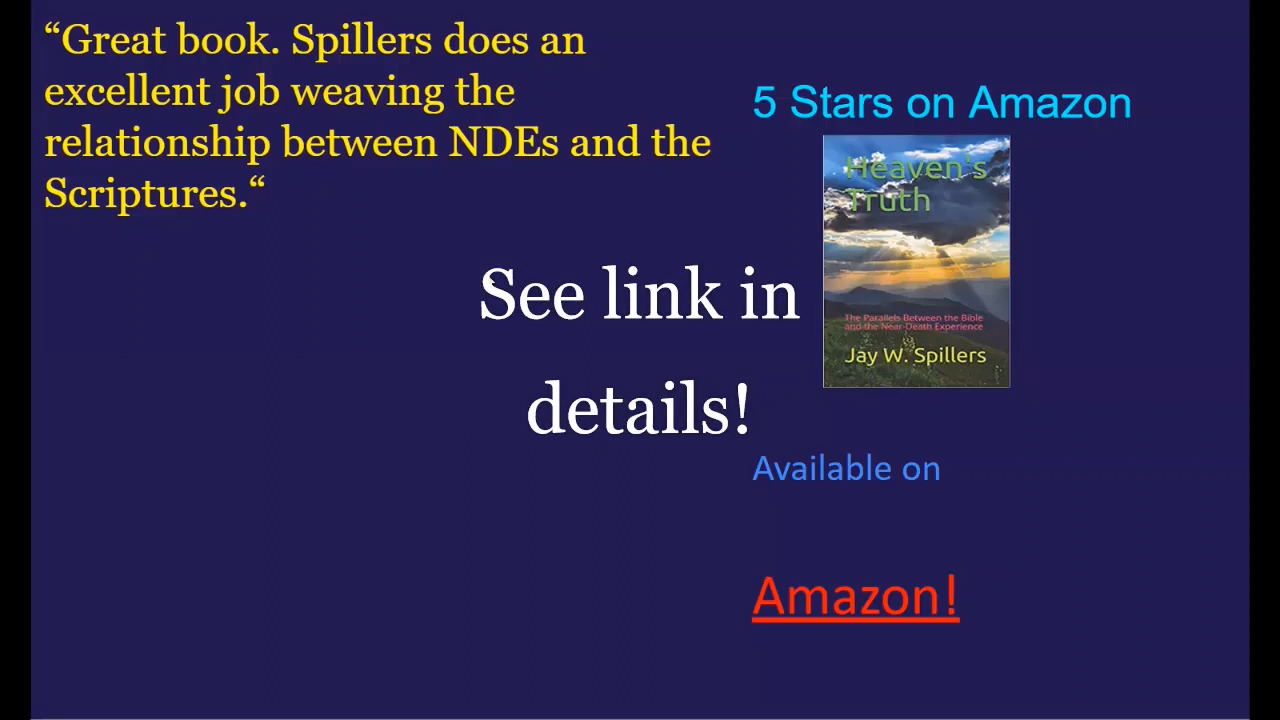 “Great book. Spillers does an
excellent job weaving the
relationship between NDEs and the
Scriptures.“
5 Stars on Amazon
Heaven's
Truth
The Parallels Between the Bible
and the Near-Death Experience
Jay W. Spillers
See link in
details!
Available on
Amazon!